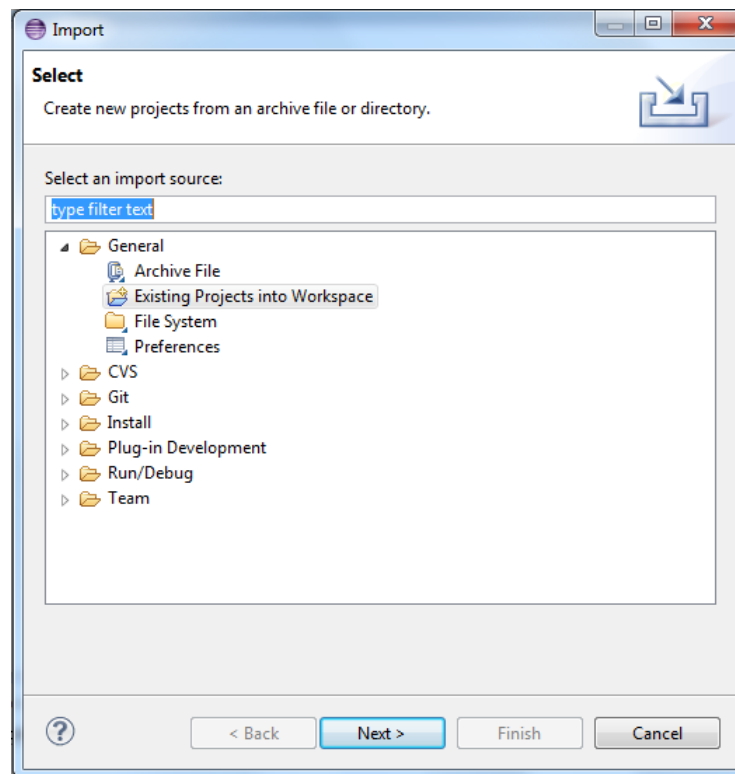 Import
Select
Create new projects from an archive file or directory.
Select an import source:
type filter text
General
Archive File
Existing Projects into Workspace
File System
Preferences
CVS
Git
Install
Plug-in Development
Run/Debug
Team
?
< Back Next > Finish Cancel